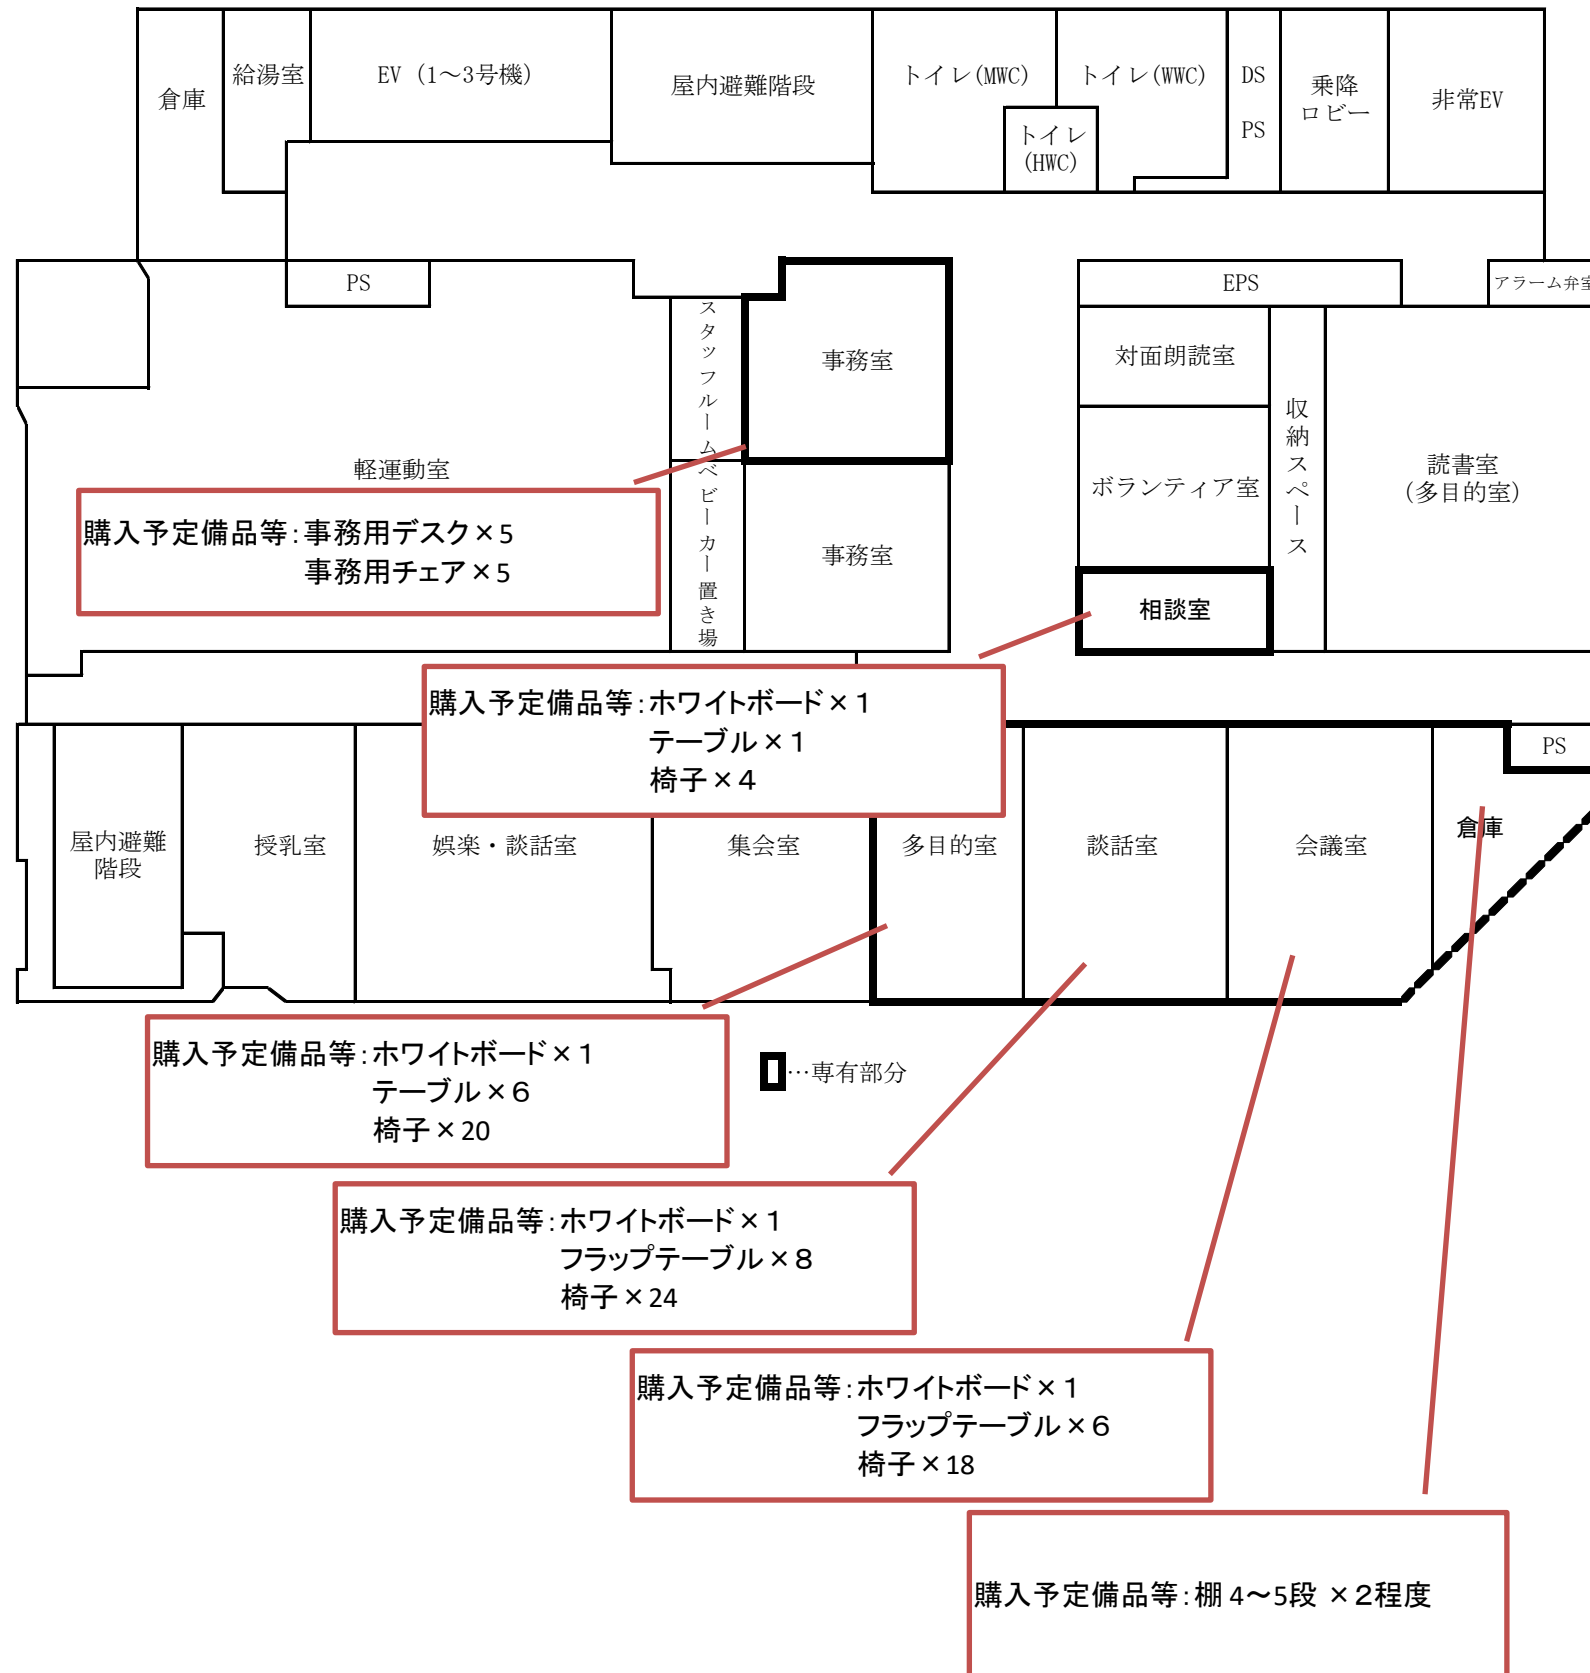 倉庫
給湯室
EV (1～3号機)
屋内避難階段
トイレ(MWC)
トイレ
(HWC)
トイレ(WWC)
DS
PS
乗降
ロビー
非常EV
PS
スタッフルーム
事務室
EPS
アラーム弁室
対面朗読室
収納スペース
軽運動室
ボランティア室
読書室
(多目的室)
購入予定備品等：事務用デスク×5
事務用チェア×5
ベビーカー置き場
事務室
相談室
購入予定備品等：ホワイトボード×１
テーブル×１
椅子×４
PS
屋内避難
階段
授乳室
娯楽・談話室
集会室
多目的室
談話室
会議室
倉庫
購入予定備品等：ホワイトボード×１
テーブル×６
椅子×20
…専有部分
購入予定備品等：ホワイトボード×１
フラップテーブル×８
椅子×24
購入予定備品等：ホワイトボード×１
フラップテーブル×６
椅子×18
購入予定備品等：棚 4～5段 ×２程度